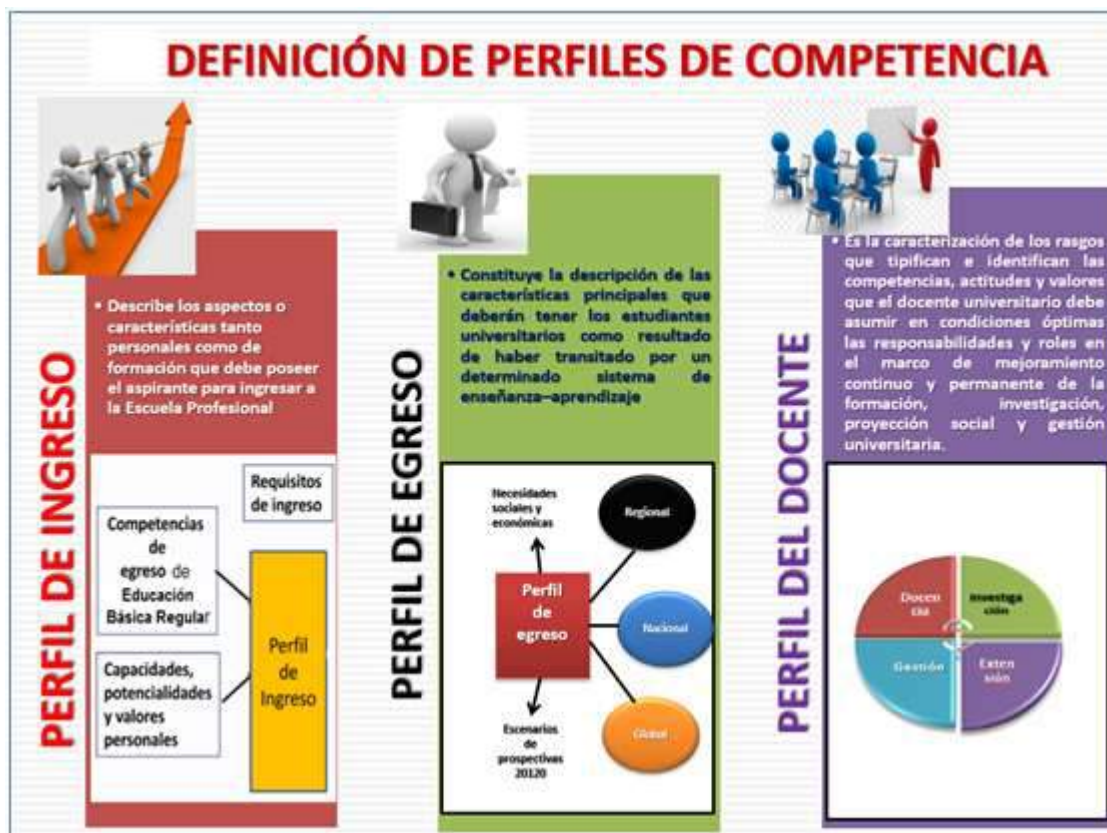 DEFINICIÓN DE PERFILES DE COMPETENCIA
PERFIL DE INGRESO
• Describe los aspectos o
características tanto
personales como de
formación que debe poseer
el aspirante para ingresar a
la Escuela Profesional
Requisitos
de ingreso
Competencias
de
egreso de
Educación
Básica Regular
Capacidades,
potencialidades
y valores
personales
Perfil
de
Ingreso
PERFIL DE EGRESO
• Constituye la descripción de las
características principales que
deberán tener los estudiantes
universitarios como resultado
de haber transitado por un
determinado sistema de
enseñanza–aprendizaje
Necesidades
sociales y
económicas
Regional
Perfil
de
egreso
Nacional
Global
Escenarios
de
prospectivas
20120
PERFIL DEL DOCENTE
• Es la caracterización de los rasgos
que tipifican e identifican las
competencias, actitudes y valores
que el docente universitario debe
asumir en condiciones óptimas
las responsabilidades y roles en
el marco de mejoramiento
continuo y permanente de la
formación, investigación,
proyección social y gestión
universitaria.
Docen
cia
Investiga
ción
Gestión
Exten
sión